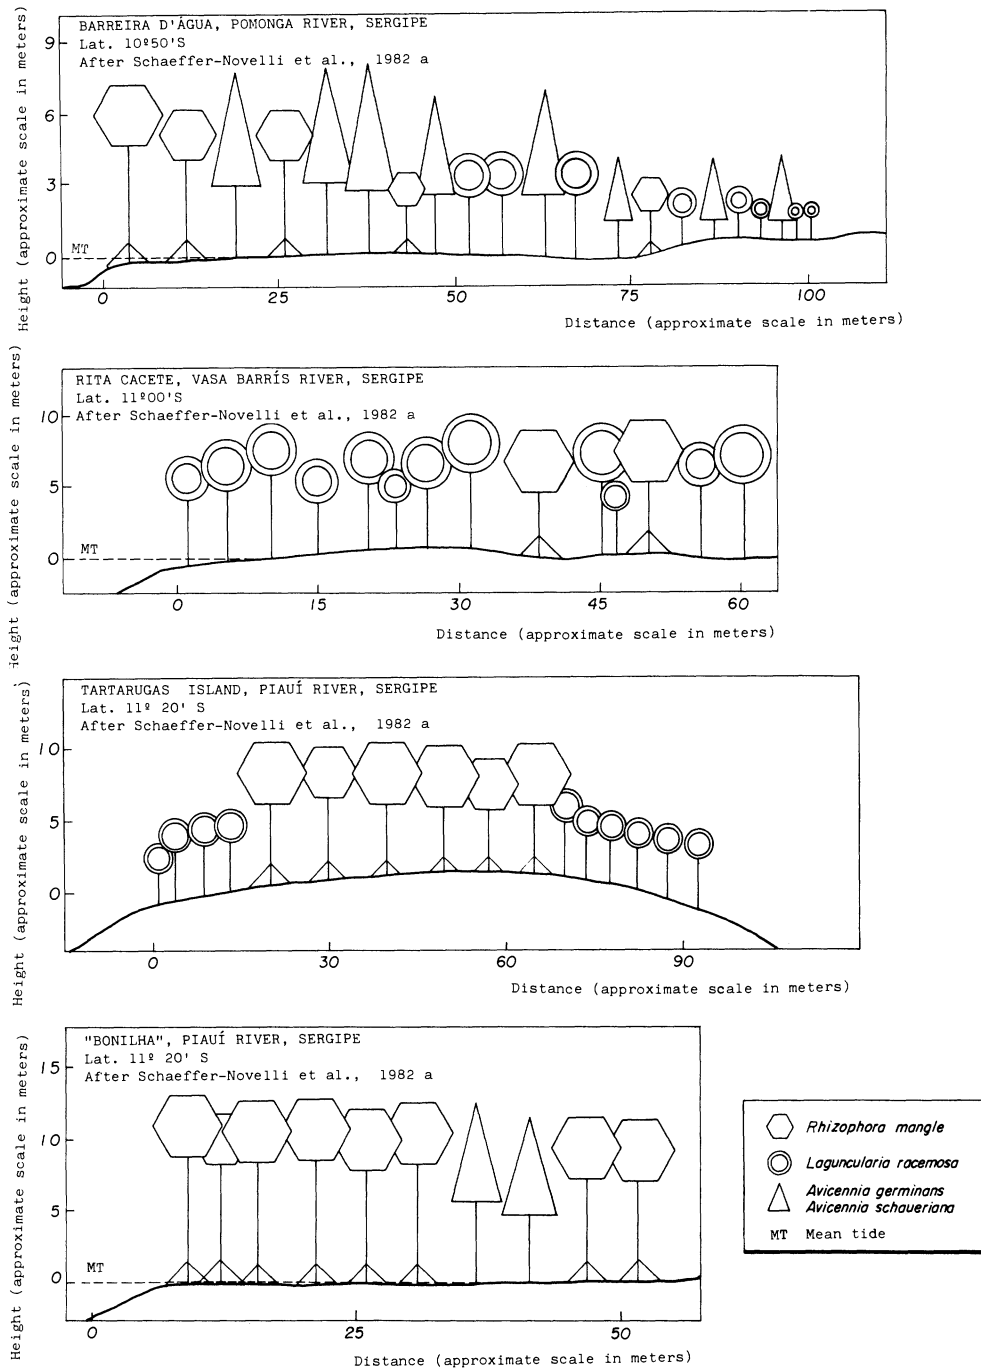 BARREIRA D'ÁGUA, POMONGA RIVER, SERGIPE
Lat. 10º50'S
After Schaeffer-Novelli et al., 1982 a
Height (approximate scale in meters)
9
6
3
0
MT
0 25 50 75 100
Distance (approximate scale in meters)
RITA CACETE, VASA BARRÍS RIVER, SERGIPE
Lat. 11º00'S
After Schaeffer-Novelli et al., 1982 a
Height (approximate scale in meters)
10
5
0
MT
0 15 30 45 60
Distance (approximate scale in meters)
TARTARUGAS ISLAND, PIAUÍ RIVER, SERGIPE
Lat. 11º 20' S
After Schaeffer-Novelli et al., 1982 a
Height (approximate scale in meters)
10
5
0
0 30 60 90
Distance (approximate scale in meters)
"BONILHA", PIAUÍ RIVER, SERGIPE
Lat. 11º 20' S
After Schaeffer-Novelli et al., 1982 a
Height (approximate scale in meters)
15
10
5
0
MT
0 25 50
Distance (approximate scale in meters)
Rhizophora mangle
Laguncularia racemosa
Avicennia germinans
Avicennia schaueriana
MT Mean tide